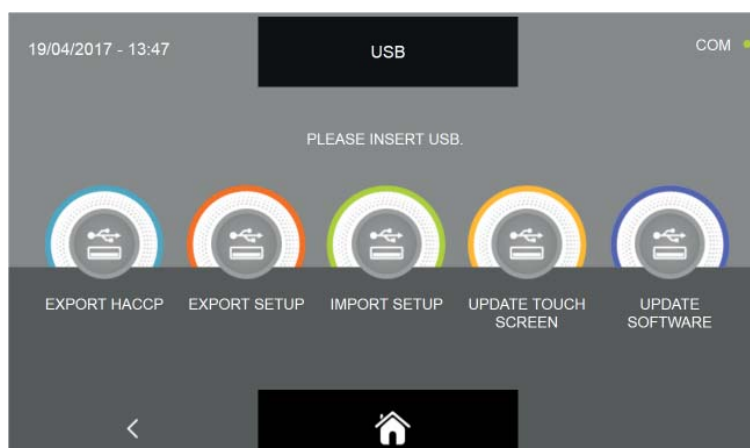 19/04/2017 - 13:47
USB
COM
PLEASE INSERT USB.
EXPORT HACCP
EXPORT SETUP
IMPORT SETUP
UPDATE TOUCH
SCREEN
UPDATE
SOFTWARE